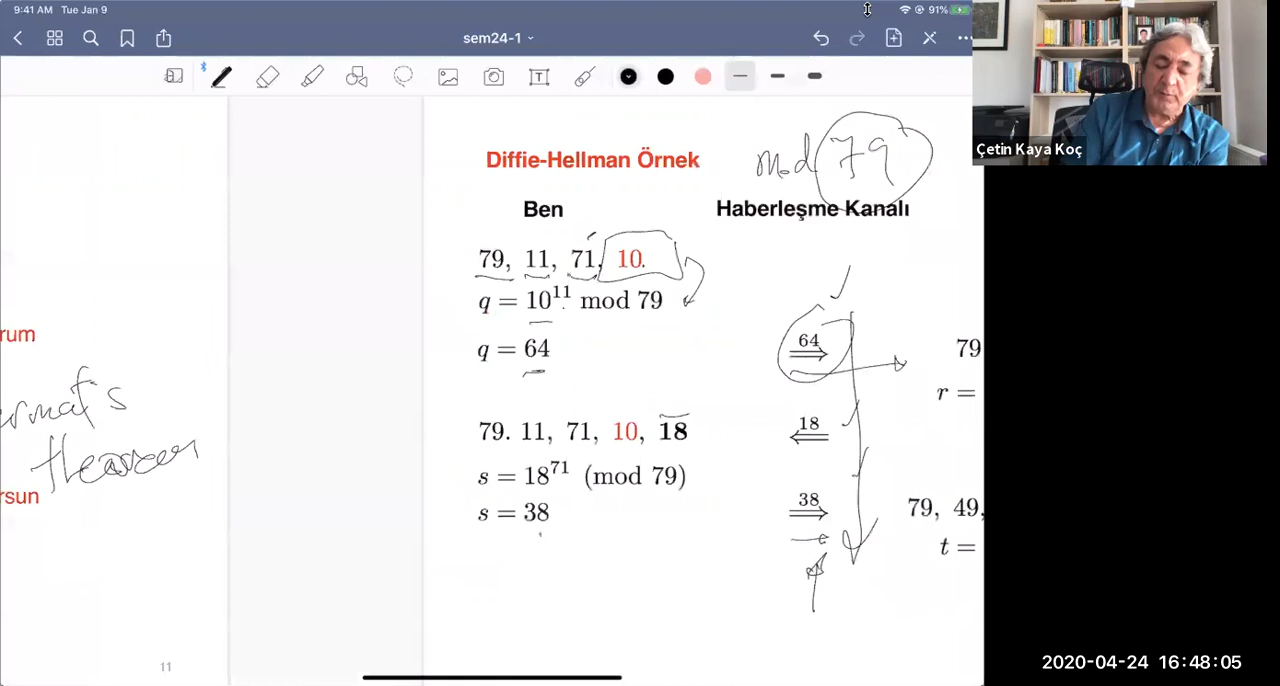 9:41 AM Tue Jan 9
91%
sem24-1
Çetin Kaya Koç
Diffie-Hellman Örnek
mod 79
Ben
Haberleşme Kanalı
79, 11, 71, 10.
q = 10^11 mod 79
q = 64
64
79
r =
rum
theorem
79. 11, 71, 10, 18
18
s = 18^71 (mod 79)
rsun
s = 38
38
79, 49,
t =
11
2020-04-24 16:48:05